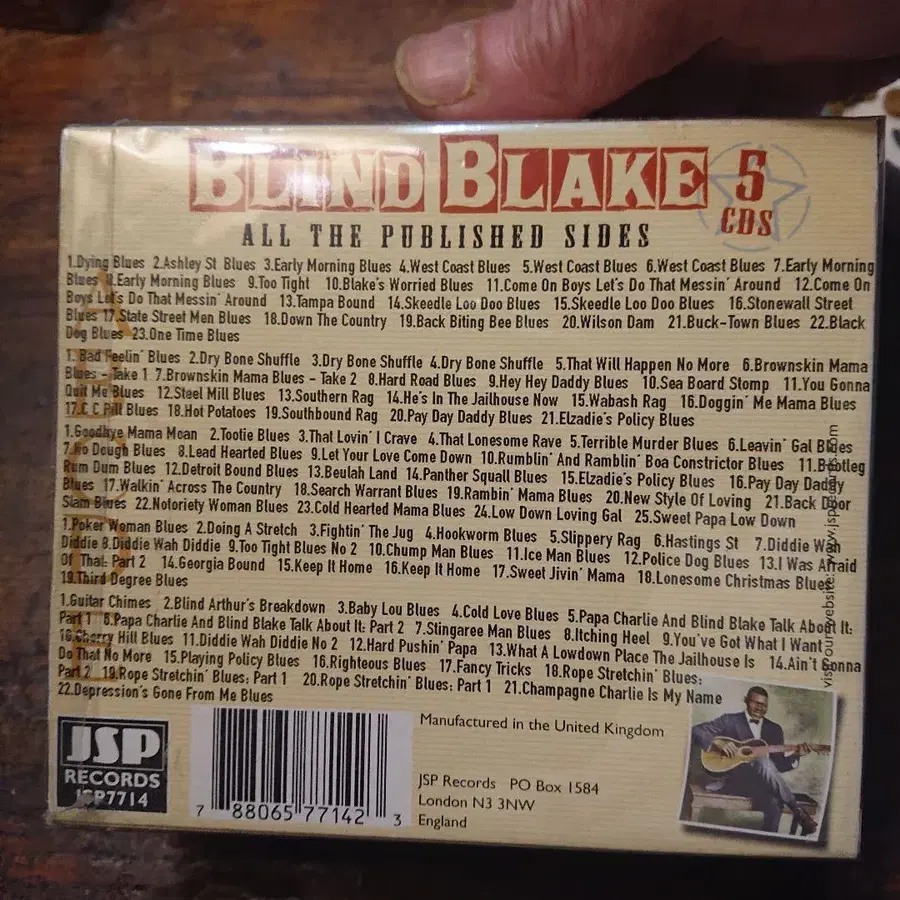 BLIND BLAKE
5 CDS
ALL THE PUBLISHED SIDES
1.Dying Blues 2.Ashley St Blues 3.Early Morning Blues 4.West Coast Blues 5.West Coast Blues 6.West Coast Blues 7.Early Morning
Blues 8.Early Morning Blues 9.Too Tight 10.Blake's Worried Blues 11.Come On Boys Let's Do That Messin' Around 12.Come On
Boys Let's Do That Messin' Around 13.Tampa Bound 14.Skeedle Loo Doo Blues 15.Skeedle Loo Doo Blues 16.Stonewall Street
Blues 17.State Street Men Blues 18.Down The Country 19.Back Biting Bee Blues 20.Wilson Dam 21.Buck-Town Blues 22.Black
Dog Blues 23.One Time Blues
1. Bad Feelin' Blues 2.Dry Bone Shuffle 3.Dry Bone Shuffle 4.Dry Bone Shuffle 5.That Will Happen No More 6.Brownskin Mama
Blues - Take 1 7.Brownskin Mama Blues - Take 2 8.Hard Road Blues 9.Hey Hey Daddy Blues 10.Sea Board Stomp 11.You Gonna
Quit Me Blues 12.Steel Mill Blues 13.Southern Rag 14.He's In The Jailhouse Now 15.Wabash Rag 16.Doggin' Me Mama Blues
17.C C Pill Blues 18.Hot Potatoes 19.Southbound Rag 20.Pay Day Daddy Blues 21.Elzadie's Policy Blues
1.Goodbye Mama Moan 2.Tootie Blues 3.That Lovin' I Crave 4.That Lonesome Rave 5.Terrible Murder Blues 6.Leavin' Gal Blues
7.No Dough Blues 8.Lead Hearted Blues 9.Let Your Love Come Down 10.Rumblin' And Ramblin' Boa Constrictor Blues 11.Bootleg
Rum Dum Blues 12.Detroit Bound Blues 13.Beulah Land 14.Panther Squall Blues 15.Elzadie's Policy Blues 16.Pay Day Daddy
Blues 17.Walkin' Across The Country 18.Search Warrant Blues 19.Rambin' Mama Blues 20.New Style Of Loving 21.Back Door
Slam Blues 22.Notoriety Woman Blues 23.Cold Hearted Mama Blues 24.Low Down Loving Gal 25.Sweet Papa Low Down
1.Poker Woman Blues 2.Doing A Stretch 3.Fightin' The Jug 4.Hookworm Blues 5.Slippery Rag 6.Hastings St 7.Diddie Wah
Diddie 8.Diddie Wah Diddie 9.Too Tight Blues No 2 10.Chump Man Blues 11.Ice Man Blues 12.Police Dog Blues 13.I Was Afraid
Of That: Part 2 14.Georgia Bound 15.Keep It Home 16.Keep It Home 17.Sweet Jivin' Mama 18.Lonesome Christmas Blues
19.Third Degree Blues
1.Guitar Chimes 2.Blind Arthur's Breakdown 3.Baby Lou Blues 4.Cold Love Blues 5.Papa Charlie And Blind Blake Talk About It:
Part 1 6.Papa Charlie And Blind Blake Talk About It: Part 2 7.Stingaree Man Blues 8.Itching Heel 9.You've Got What I Want
10.Cherry Hill Blues 11.Diddie Wah Diddie No 2 12.Hard Pushin' Papa 13.What A Lowdown Place The Jailhouse Is 14.Ain't Gonna
Do That No More 15.Playing Policy Blues 16.Righteous Blues 17.Fancy Tricks 18.Rope Stretchin' Blues:
Part 2 19.Rope Stretchin' Blues: Part 1 20.Rope Stretchin' Blues: Part 1 21.Champagne Charlie Is My Name
22.Depression's Gone From Me Blues
JSP
RECORDS
JSP7714
7 88065 77142 3
Manufactured in the United Kingdom
JSP Records PO Box 1584
London N3 3NW
England